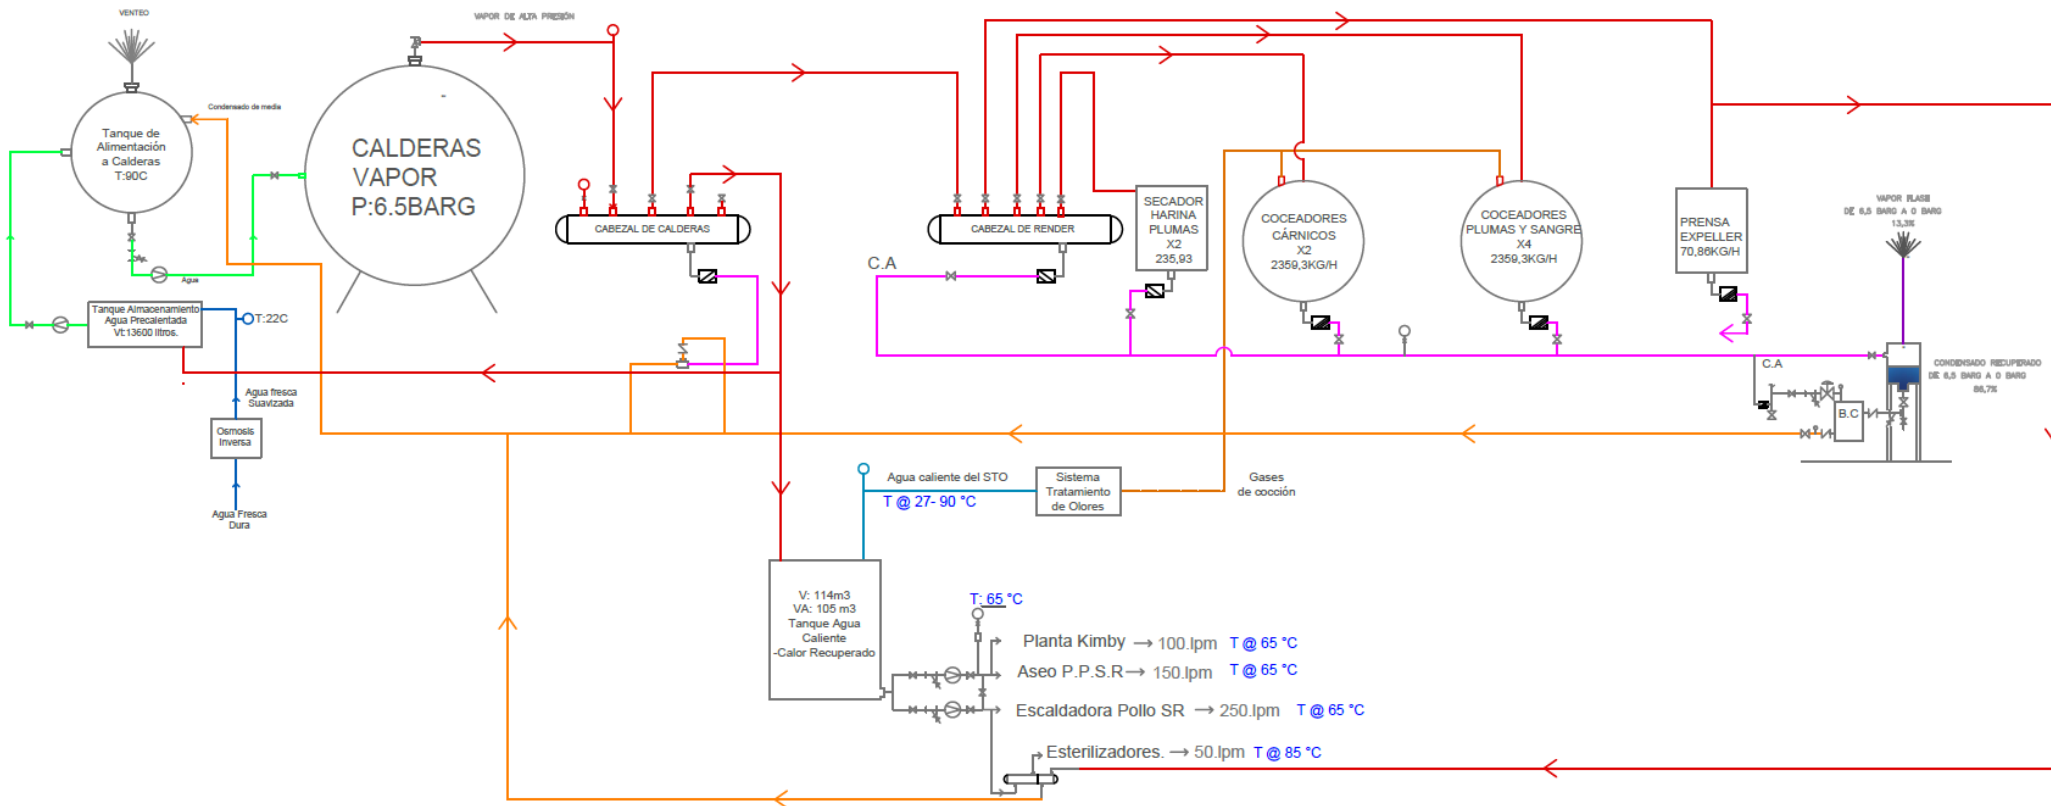 VENTEO
VAPOR DE ALTA PRESIÓN
Condensado de media
Tanque de
Alimentación
a Calderas
T:90C
CALDERAS
VAPOR
P:6.5BARG
-
Agua
CABEZAL DE CALDERAS
CABEZAL DE RENDER
SECADOR
HARINA
PLUMAS
X2
235,93
COCEADORES
CÁRNICOS
X2
2359,3KG/H
COCEADORES
PLUMAS Y SANGRE
X4
2359,3KG/H
PRENSA
EXPELLER
70,86KG/H
VAPOR FLASH
DE 6,5 BARG A 0 BARG
13,3%
C.A
Tanque Almacenamiento
Agua Precalentada
Vt:13600 litros.
T:22C
Agua fresca
Suavizada
Osmosis
Inversa
Agua Fresca
Dura
C.A
B.C
CONDENSADO RECUPERADO
DE 6,5 BARG A 0 BARG
86,7%
Agua caliente del STO
T @ 27- 90 °C
Sistema
Tratamiento
de Olores
Gases
de cocción
V: 114m3
VA: 105 m3
Tanque Agua
Caliente
-Calor Recuperado
T: 65 °C
Planta Kimby → 100.lpm T @ 65 °C
Aseo P.P.S.R → 150.lpm T @ 65 °C
Escaldadora Pollo SR → 250.lpm T @ 65 °C
Esterilizadores. → 50.lpm T @ 85 °C